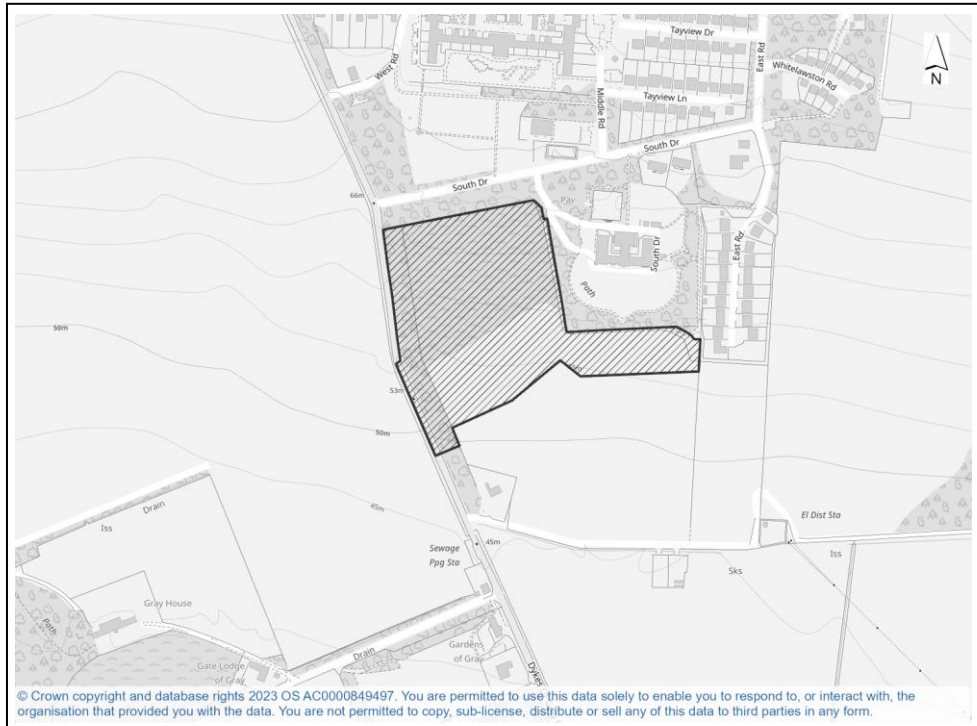 Tayview Dr
East Rd
N
West Rd
Whitelawston Rd
Middle Rd
Tayview Ln
South Dr
66m
South Dr
Pav
South Dr
East Rd
Path
50m
53m
50m
45m
El Dist Sta
Drain
Iss
45m
Sewage
Ppg Sta
Iss
Sks
Gray House
Path
Drain
Gardens
of Gray
Gate Lodge
of Gray
Dykes
© Crown copyright and database rights 2023 OS AC0000849497. You are permitted to use this data solely to enable you to respond to, or interact with, the
organisation that provided you with the data. You are not permitted to copy, sub-license, distribute or sell any of this data to third parties in any form.